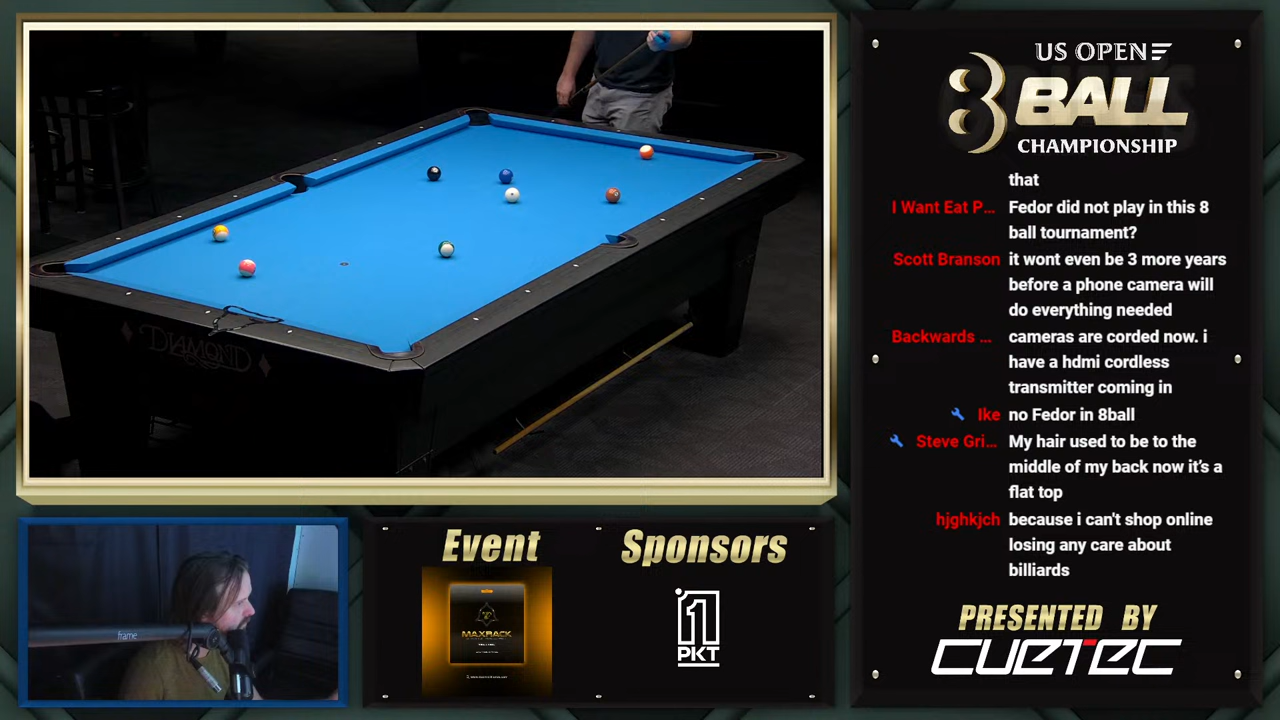 US OPEN
8 BALL
CHAMPIONSHIP
that
I Want Eat P... Fedor did not play in this 8
ball tournament?
Scott Branson it wont even be 3 more years
before a phone camera will
do everything needed
Backwards ... cameras are corded now. i
have a hdmi cordless
transmitter coming in
Ike no Fedor in 8ball
Steve Gri... My hair used to be to the
middle of my back now it's a
flat top
hjghkjch because i can't shop online
losing any care about
billiards
PRESENTED BY
CUETEC
DIAMOND
frame
Event
Sponsors
MAXRACK
1
PKT